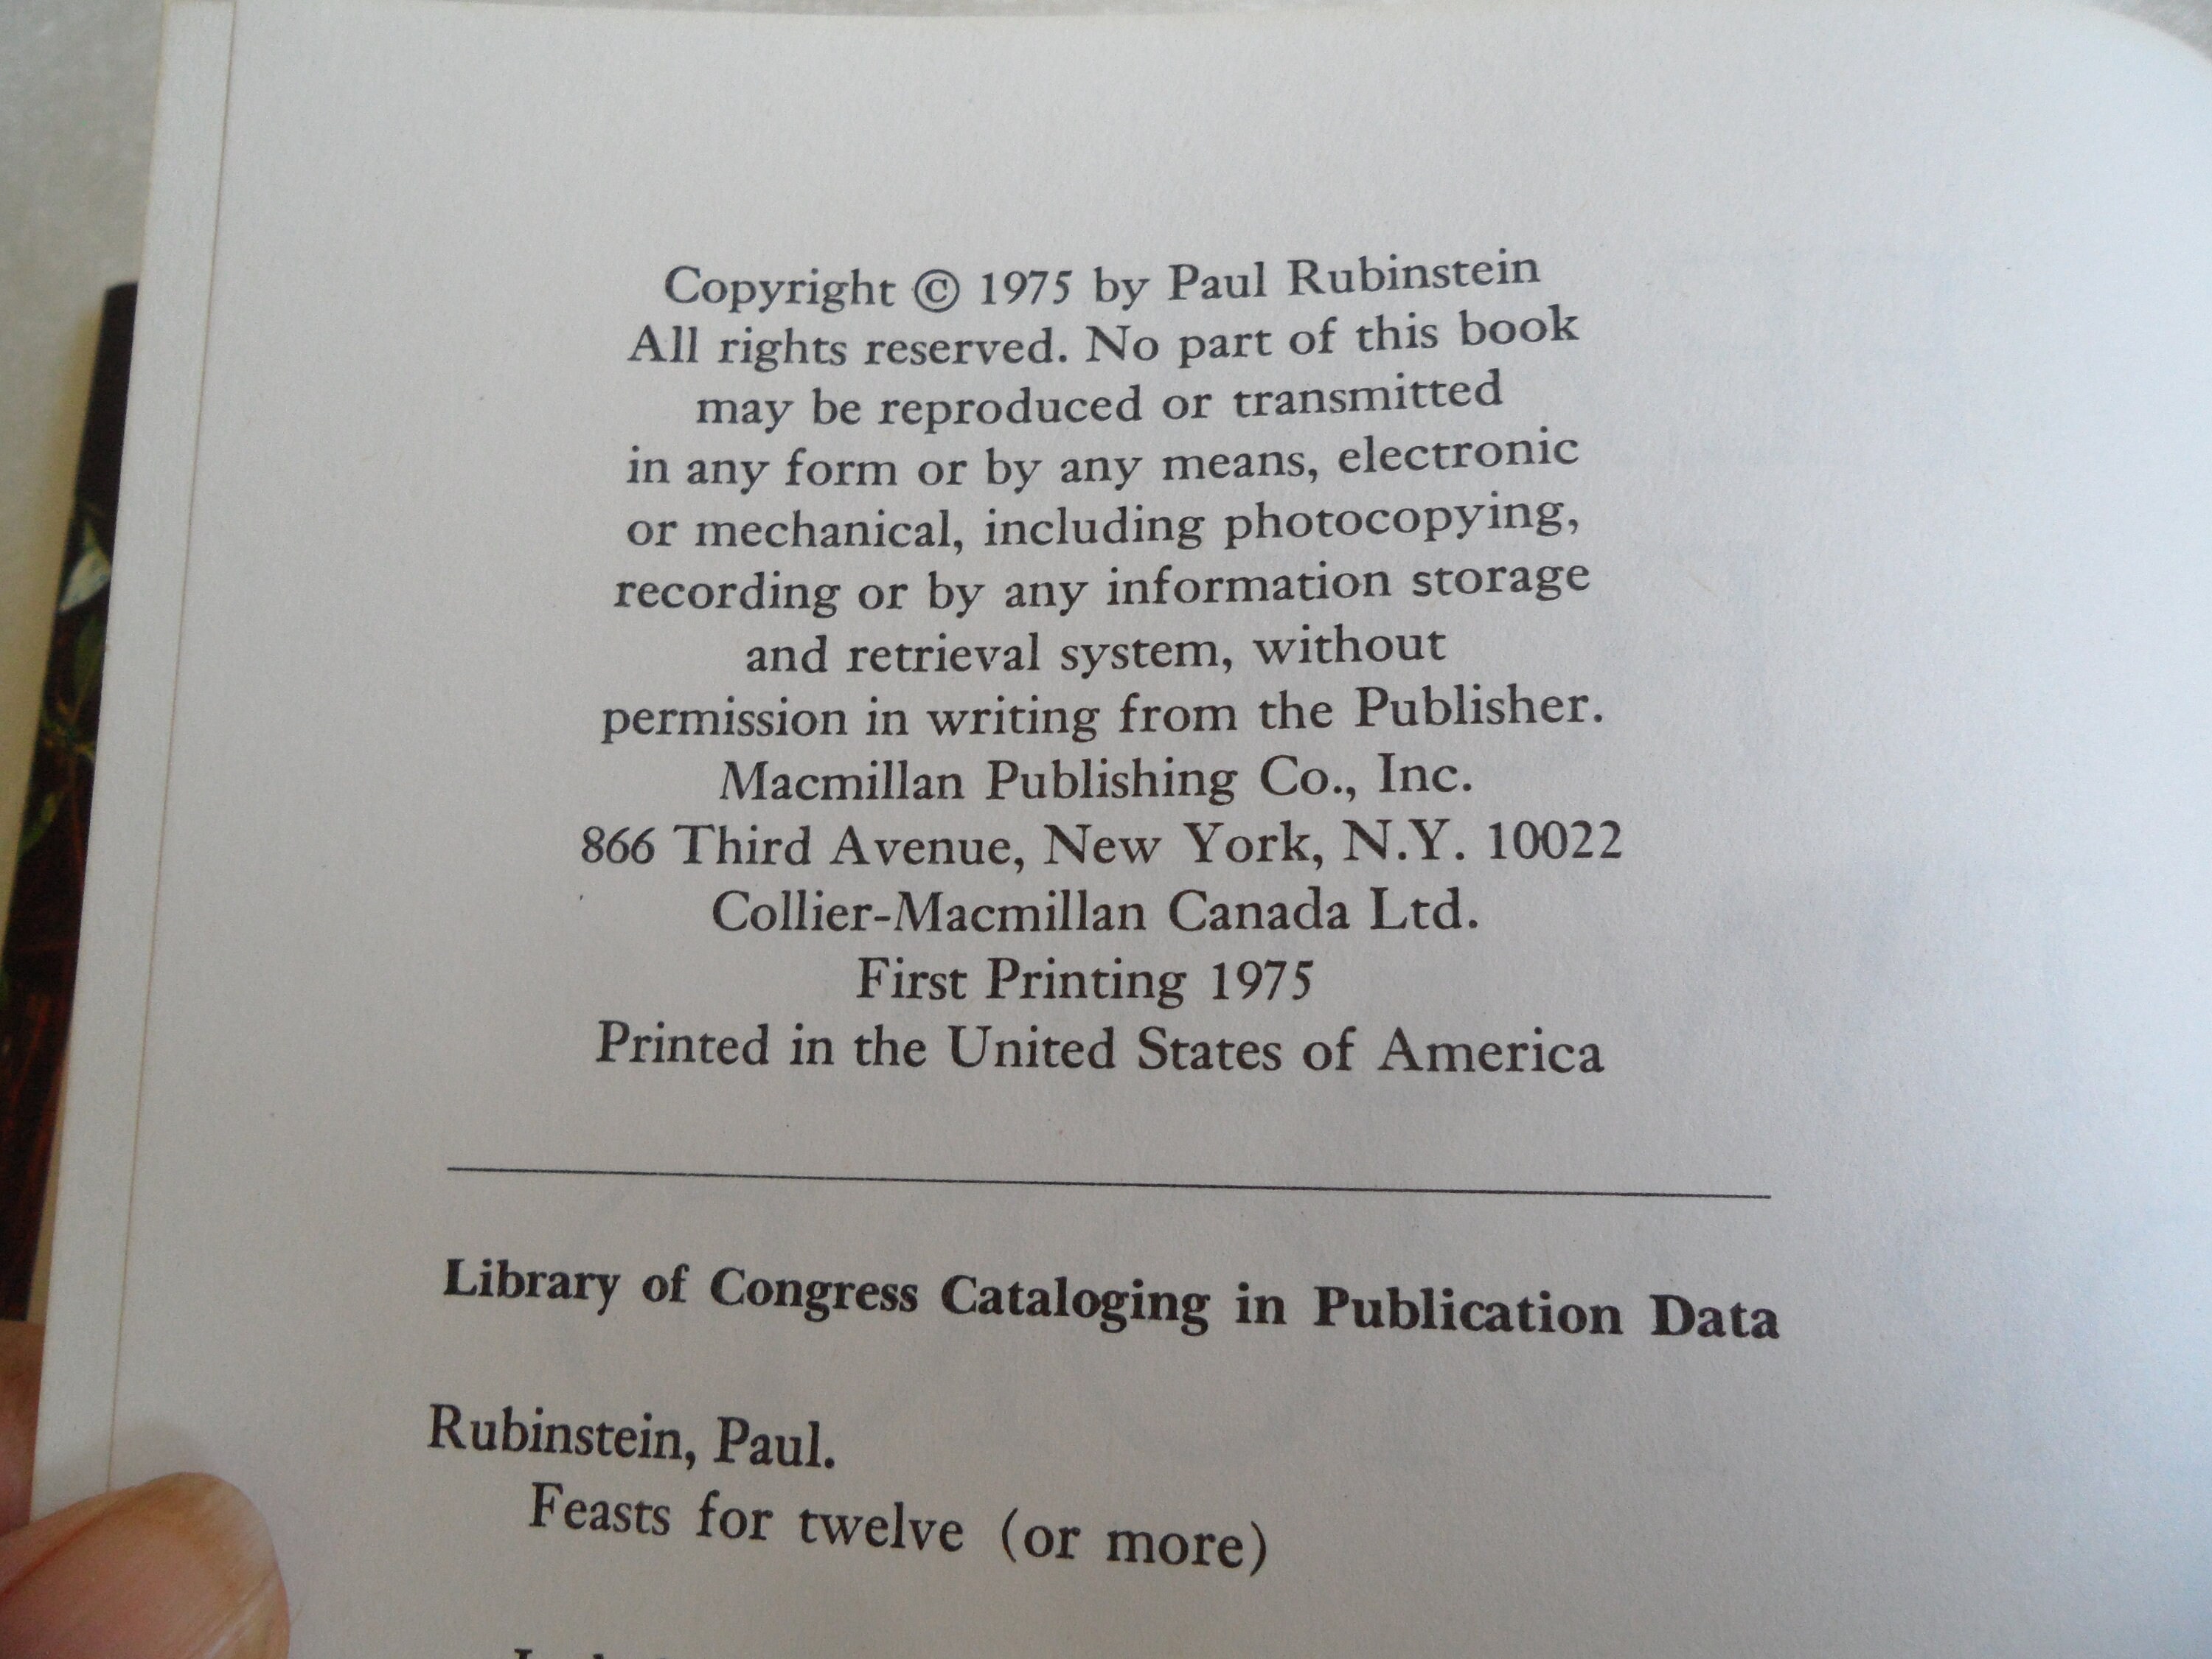 Copyright © 1975 by Paul Rubinstein
All rights reserved. No part of this book
may be reproduced or transmitted
in any form or by any means, electronic
or mechanical, including photocopying,
recording or by any information storage
and retrieval system, without
permission in writing from the Publisher.
Macmillan Publishing Co., Inc.
866 Third Avenue, New York, N.Y. 10022
Collier-Macmillan Canada Ltd.
First Printing 1975
Printed in the United States of America
Library of Congress Cataloging in Publication Data
Rubinstein, Paul.
Feasts for twelve (or more)